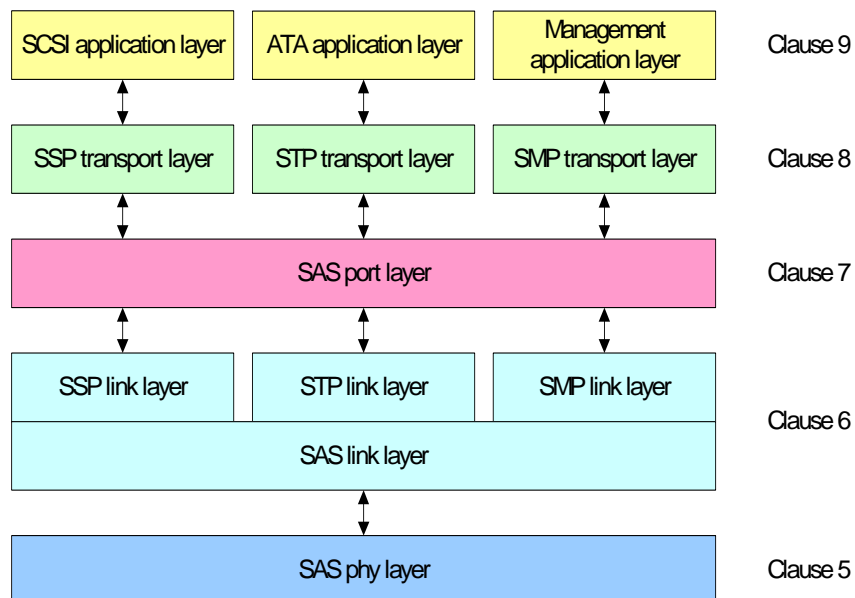 SCSI application layer
ATA application layer
Management
application layer
Clause 9
SSP transport layer
STP transport layer
SMP transport layer
Clause 8
SAS port layer
Clause 7
SSP link layer
STP link layer
SMP link layer
Clause 6
SAS link layer
SAS phy layer
Clause 5